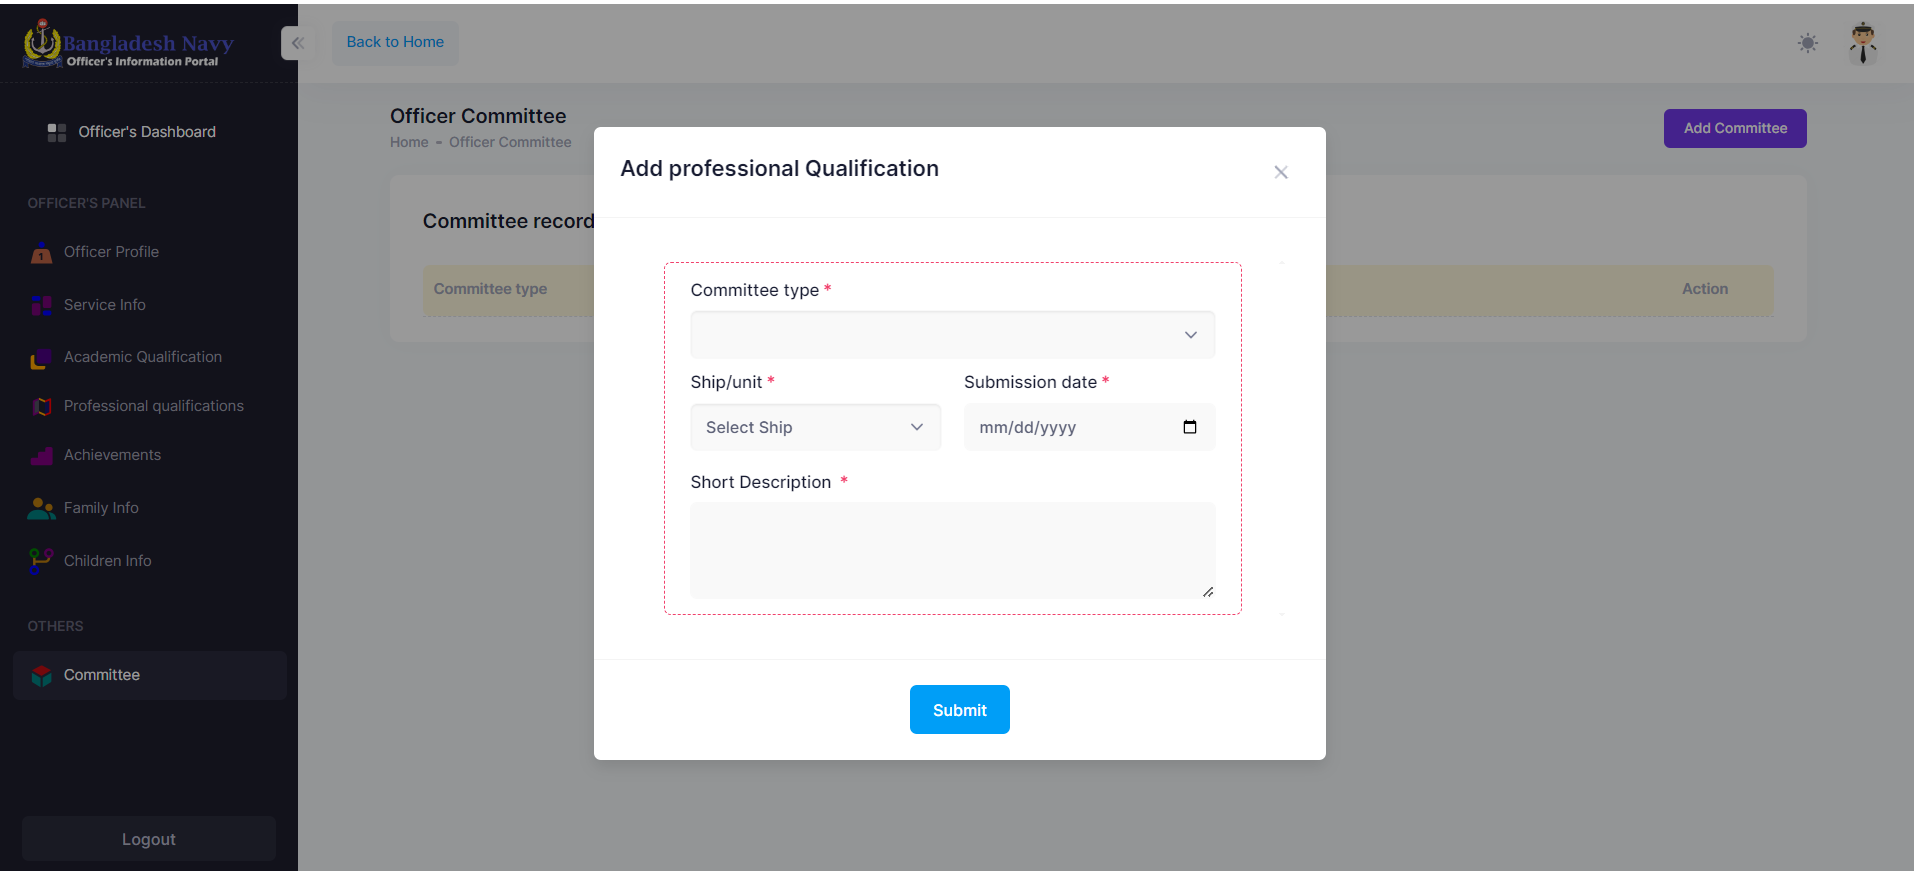 Bangladesh Navy
Officer's Information Portal
Back to Home
Officer's Dashboard
OFFICER'S PANEL
1
Officer Profile
Service Info
Academic Qualification
Professional qualifications
Achievements
Family Info
Children Info
OTHERS
Committee
Logout
Officer Committee
Home - Officer Committee
Add Committee
Committee record
Committee type
Action
Add professional Qualification
Committee type *
Ship/unit *
Submission date *
Select Ship
mm/dd/yyyy
Short Description *
Submit